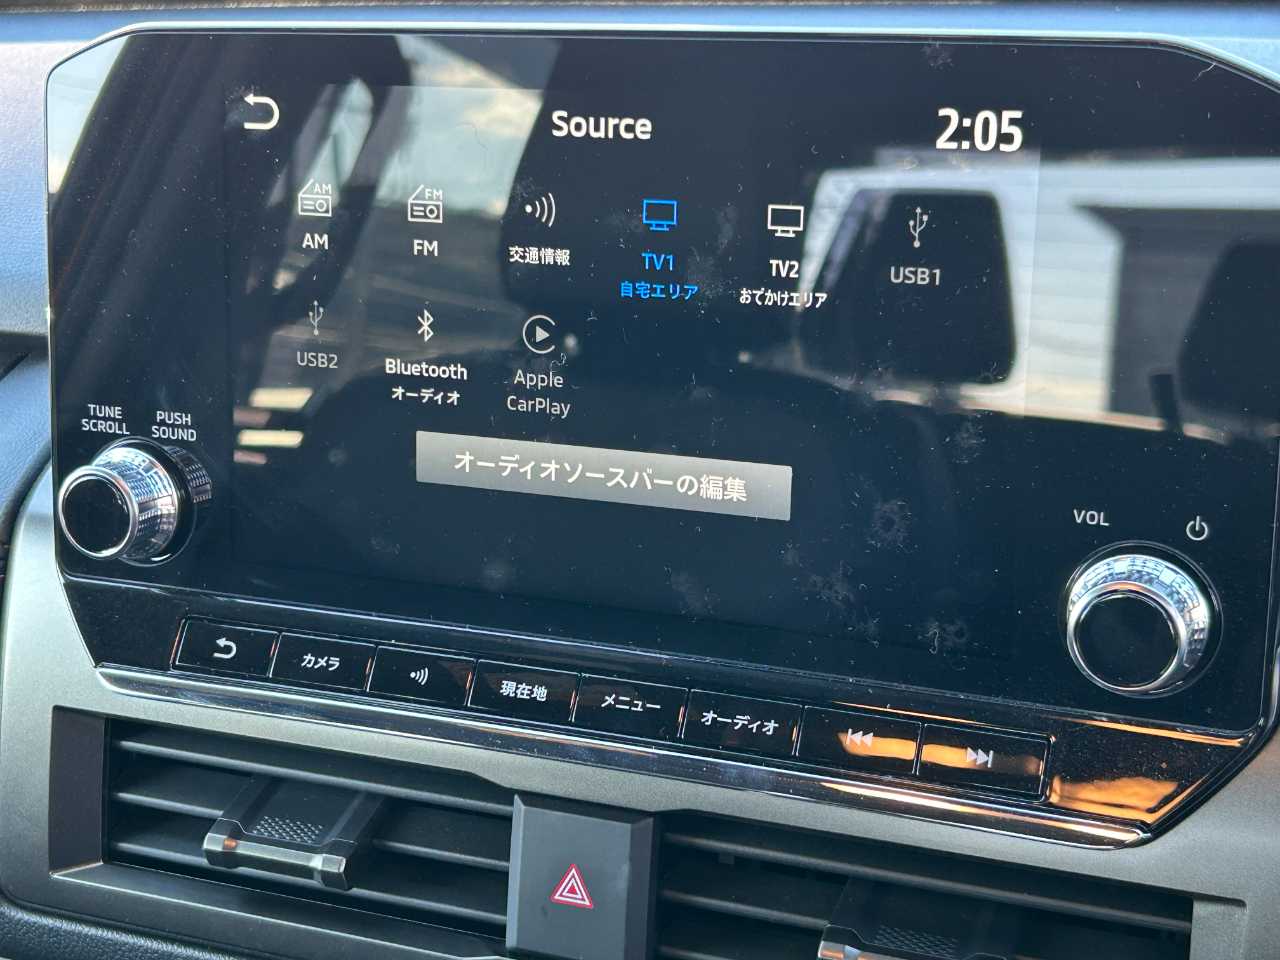 Source
2:05
AM
AM
FM
FM
交通情報
TV1
自宅エリア
TV2
おでかけエリア
USB1
USB2
Bluetooth
オーディオ
Apple
CarPlay
オーディオソースバーの編集
TUNE
SCROLL
PUSH
SOUND
VOL
カメラ
現在地
メニュー
オーディオ